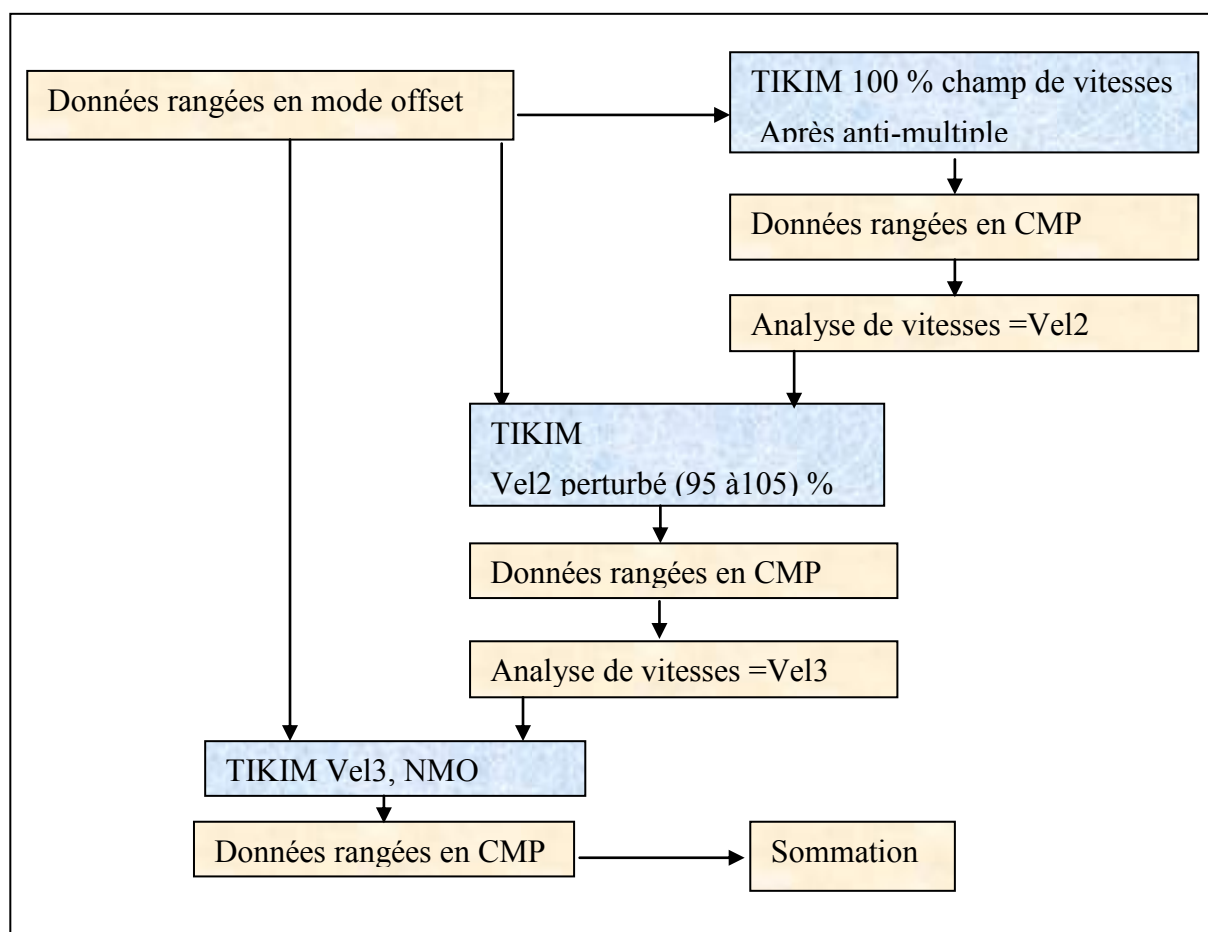 Données rangées en mode offset
TIKIM 100 % champ de vitesses
Après anti-multiple
Données rangées en CMP
Analyse de vitesses =Vel2
TIKIM
Vel2 perturbé (95 à105) %
Données rangées en CMP
Analyse de vitesses =Vel3
TIKIM Vel3, NMO
Données rangées en CMP
Sommation